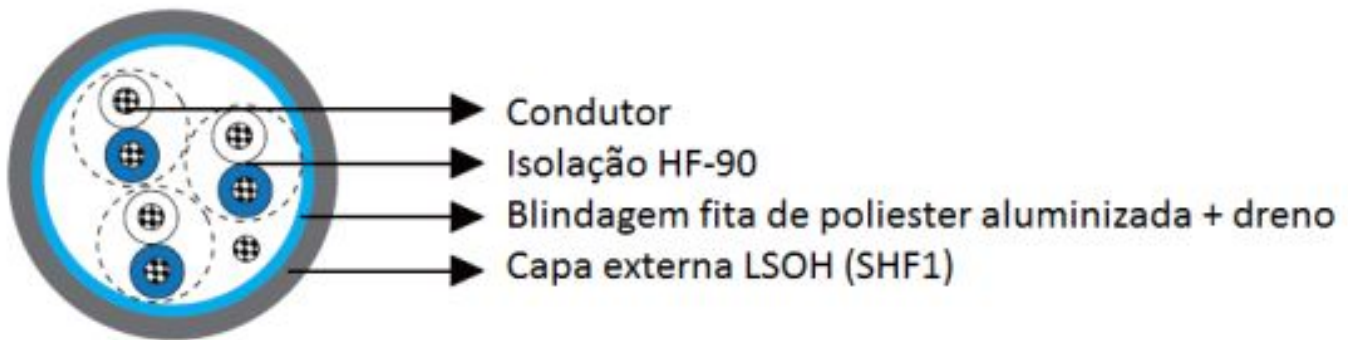 Condutor
Isolação HF-90
Blindagem fita de poliester aluminizada + dreno
Capa externa LSOH (SHF1)